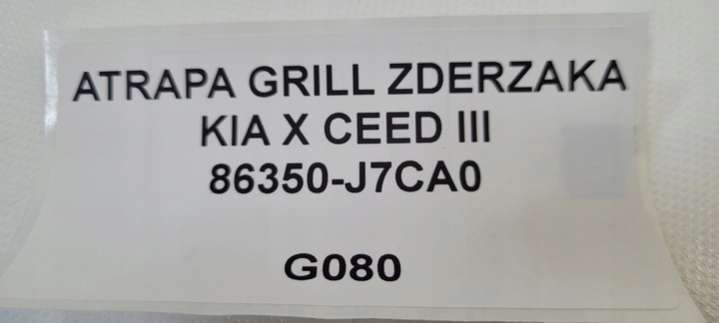 ATRAPA GRILL ZDERZAKA
KIA X CEED III
86350-J7CA0
G080